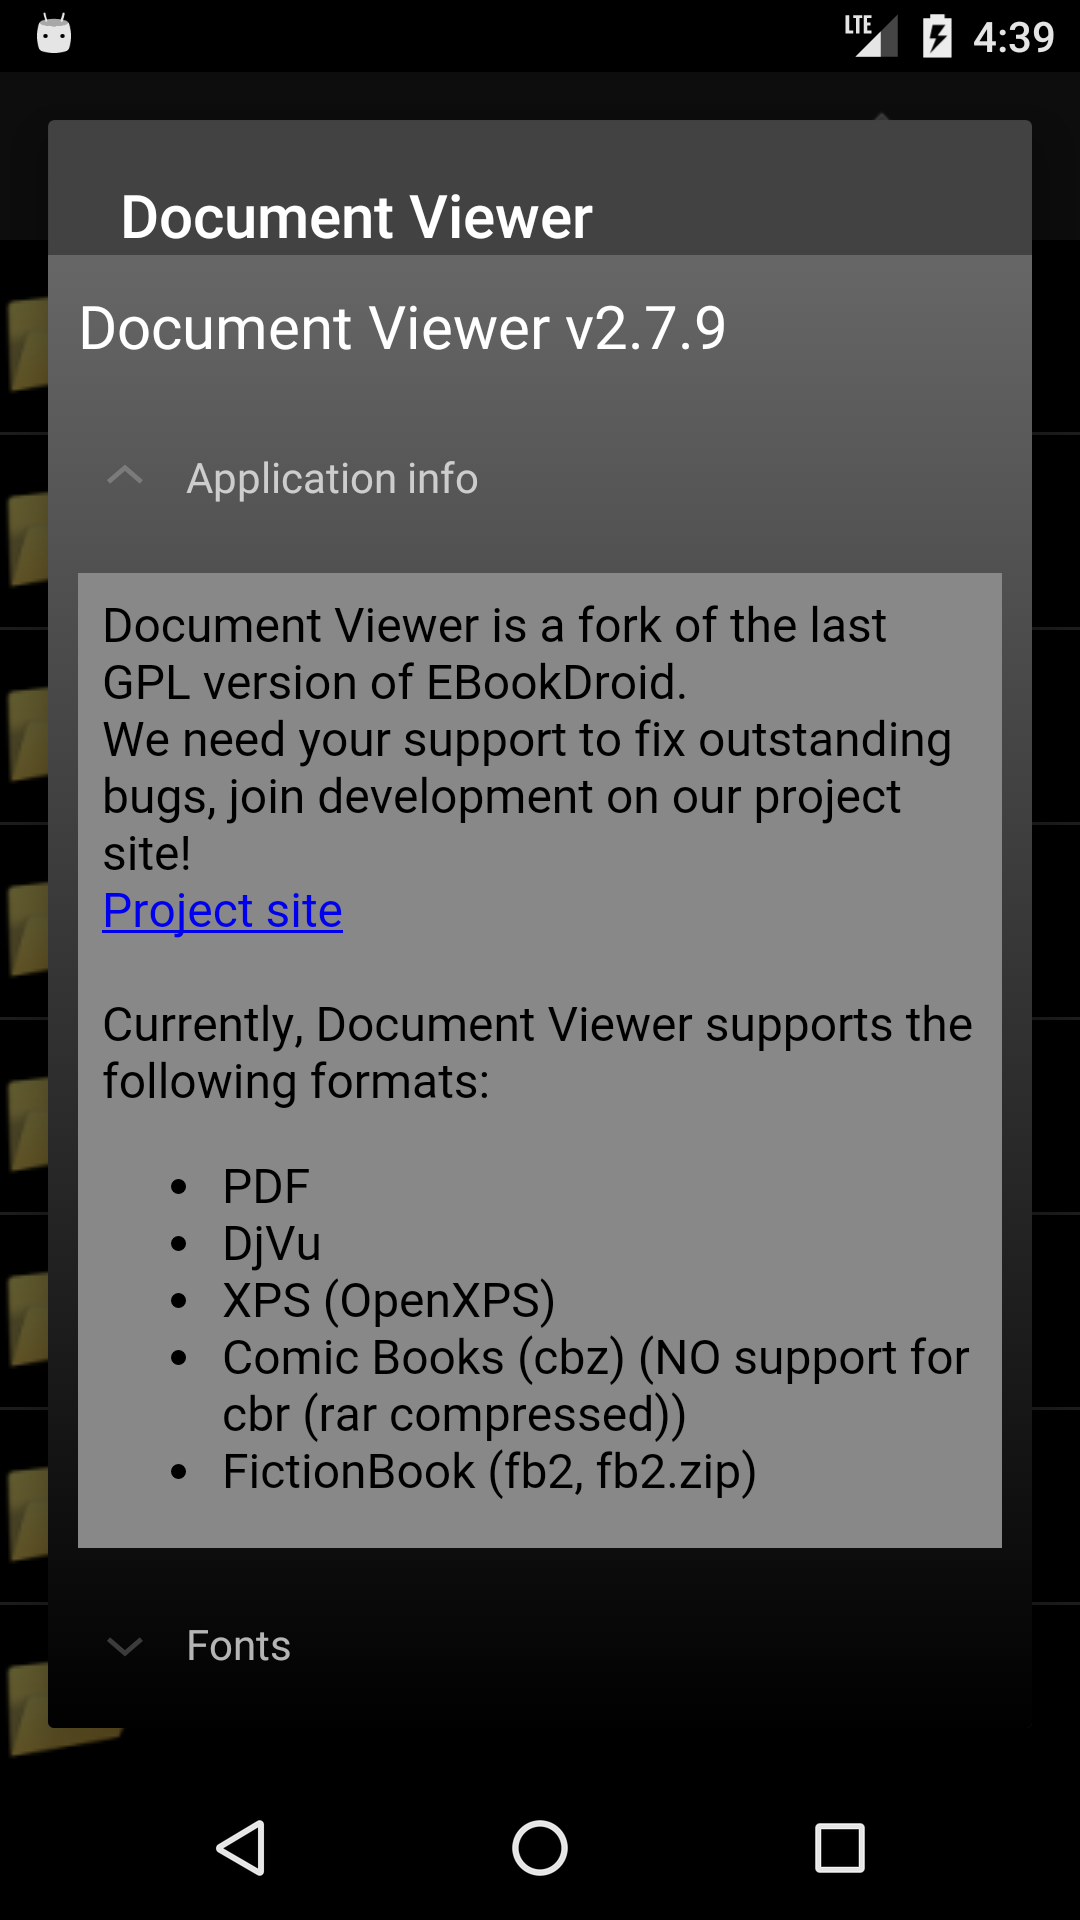 LTE 4:39
Document Viewer
Document Viewer v2.7.9
Application info
Document Viewer is a fork of the last
GPL version of EBookDroid.
We need your support to fix outstanding
bugs, join development on our project
site!
Project site
Currently, Document Viewer supports the
following formats:
• PDF
• DjVu
• XPS (OpenXPS)
• Comic Books (cbz) (NO support for
cbr (rar compressed))
• FictionBook (fb2, fb2.zip)
Fonts